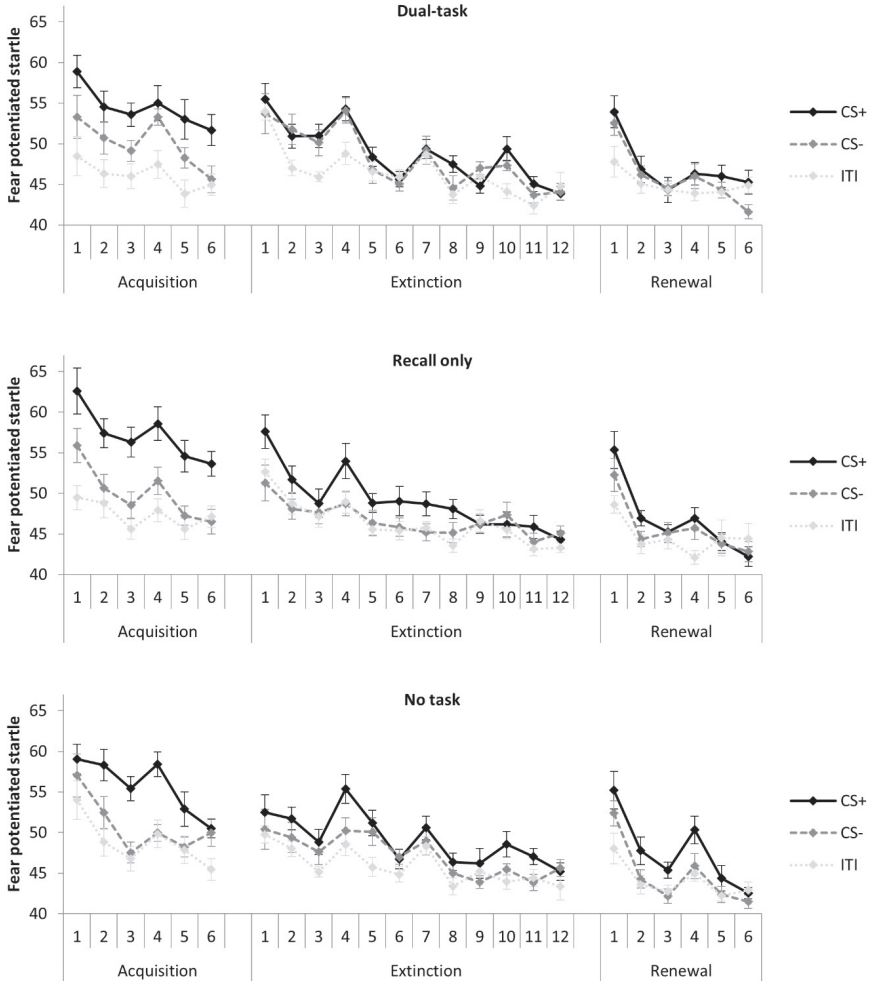 Dual-task
Fear potentiated startle
65
60
55
50
45
40
CS+
CS-
ITI
1 2 3 4 5 6 1 2 3 4 5 6 7 8 9 10 11 12 1 2 3 4 5 6
Acquisition Extinction Renewal
Recall only
Fear potentiated startle
65
60
55
50
45
40
CS+
CS-
ITI
1 2 3 4 5 6 1 2 3 4 5 6 7 8 9 10 11 12 1 2 3 4 5 6
Acquisition Extinction Renewal
No task
Fear potentiated startle
65
60
55
50
45
40
CS+
CS-
ITI
1 2 3 4 5 6 1 2 3 4 5 6 7 8 9 10 11 12 1 2 3 4 5 6
Acquisition Extinction Renewal